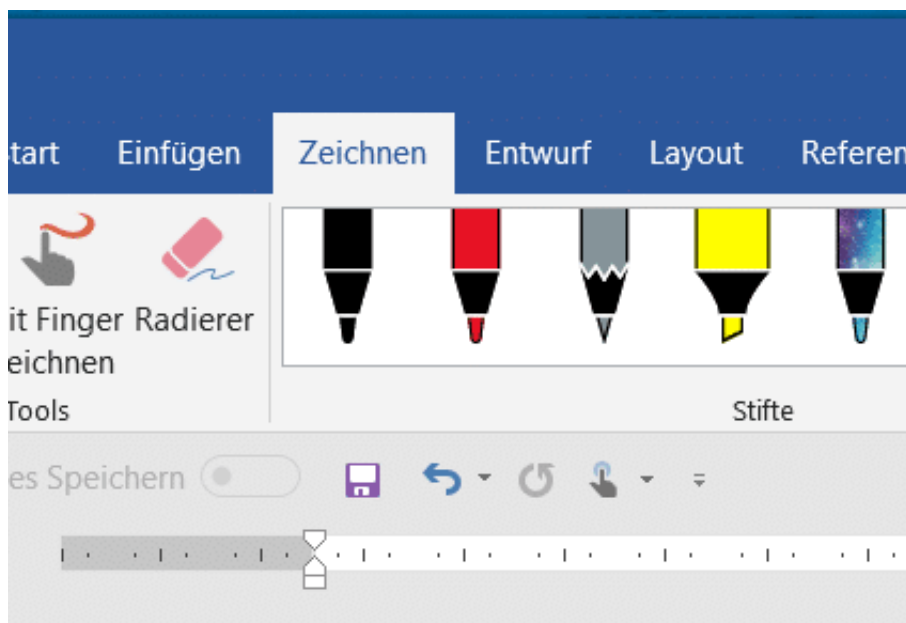 tart Einfügen Zeichnen Entwurf Layout Referen
it Finger Radierer
eichnen
Tools Stifte
es Speichern